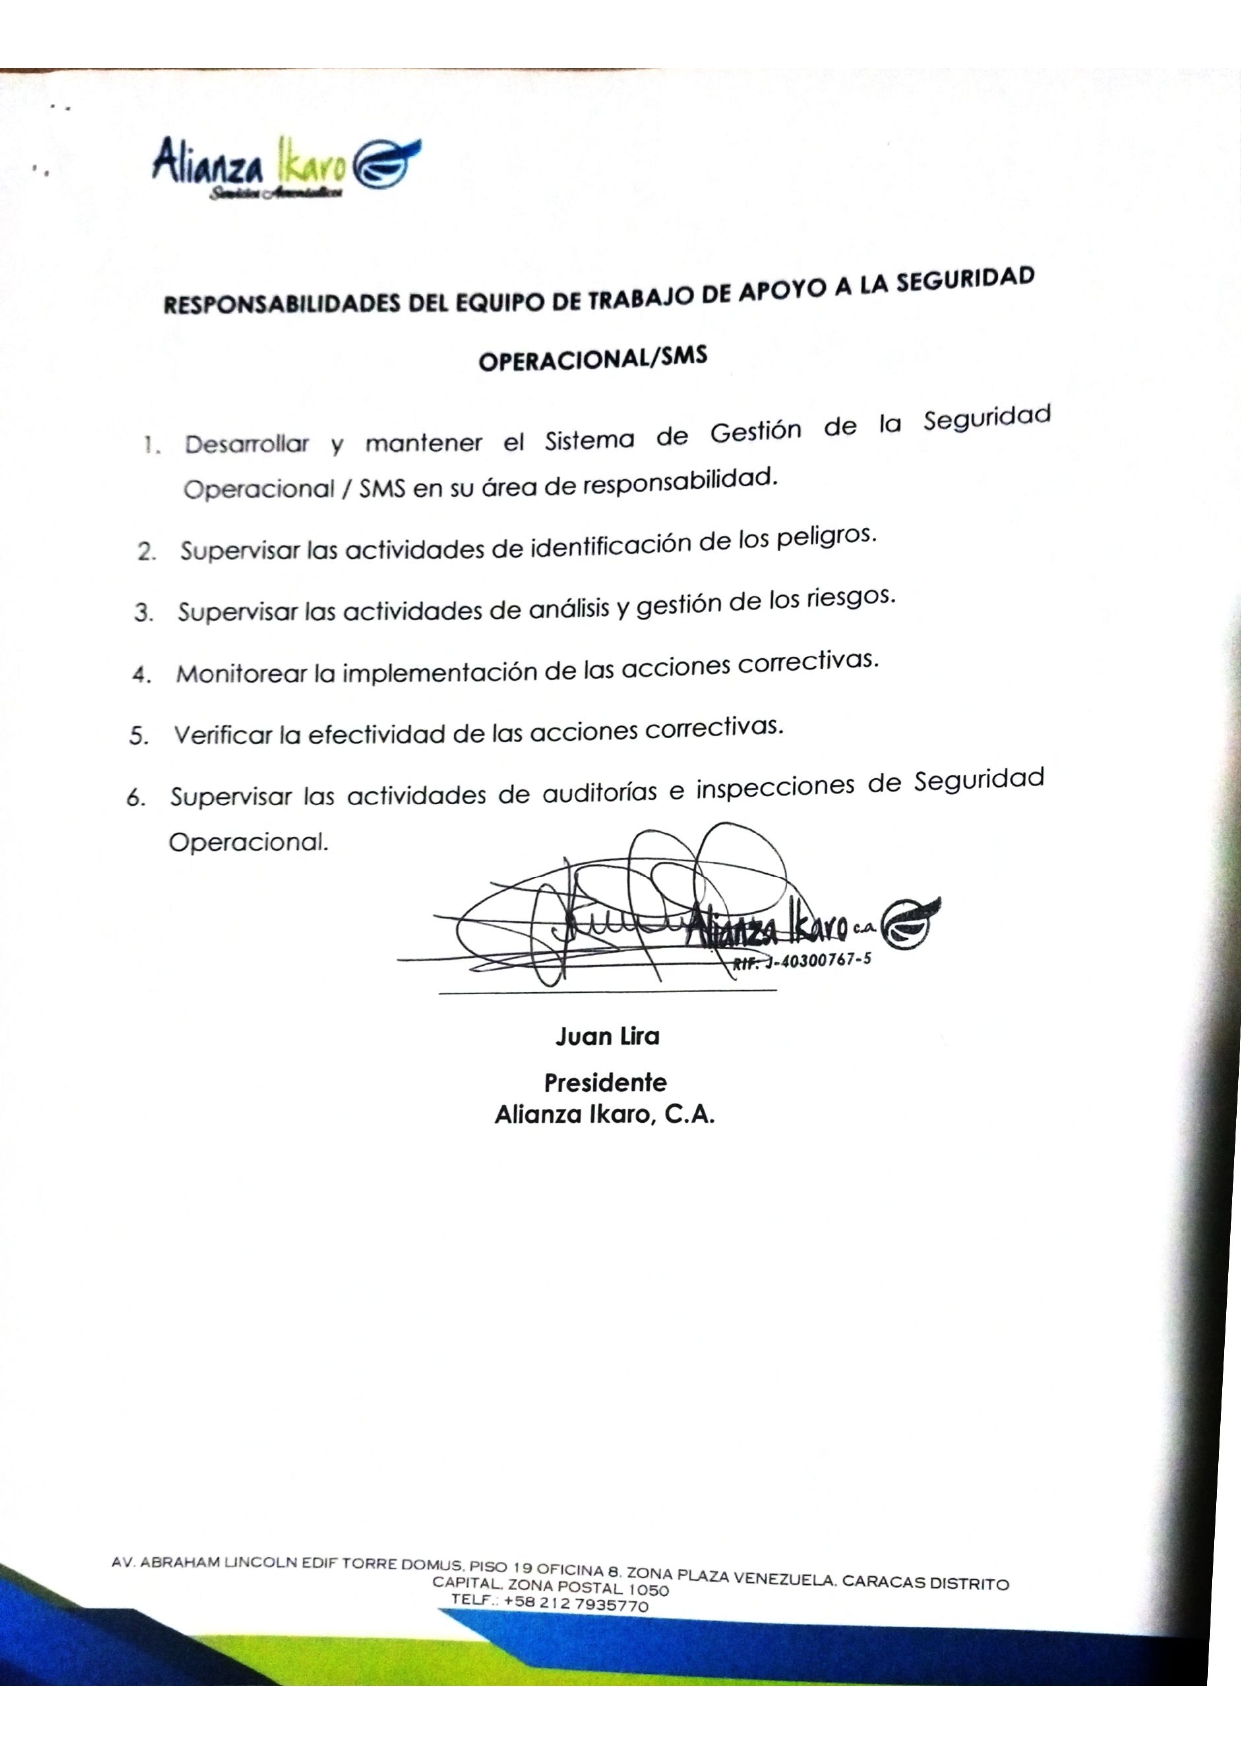 Alianza Ikaro
Servicios Aeronáuticos
RESPONSABILIDADES DEL EQUIPO DE TRABAJO DE APOYO A LA SEGURIDAD
OPERACIONAL/SMS
1. Desarrollar y mantener el Sistema de Gestión de la Seguridad
Operacional / SMS en su área de responsabilidad.
2. Supervisar las actividades de identificación de los peligros.
3. Supervisar las actividades de análisis y gestión de los riesgos.
4. Monitorear la implementación de las acciones correctivas.
5. Verificar la efectividad de las acciones correctivas.
6. Supervisar las actividades de auditorías e inspecciones de Seguridad
Operacional.
Alianza Ikaro c.a.
RIF: J-40300767-5
Juan Lira
Presidente
Alianza Ikaro, C.A.
AV. ABRAHAM LINCOLN EDIF TORRE DOMUS, PISO 19 OFICINA 8. ZONA PLAZA VENEZUELA. CARACAS DISTRITO
CAPITAL. ZONA POSTAL 1050
TELF.: +58 212 7935770